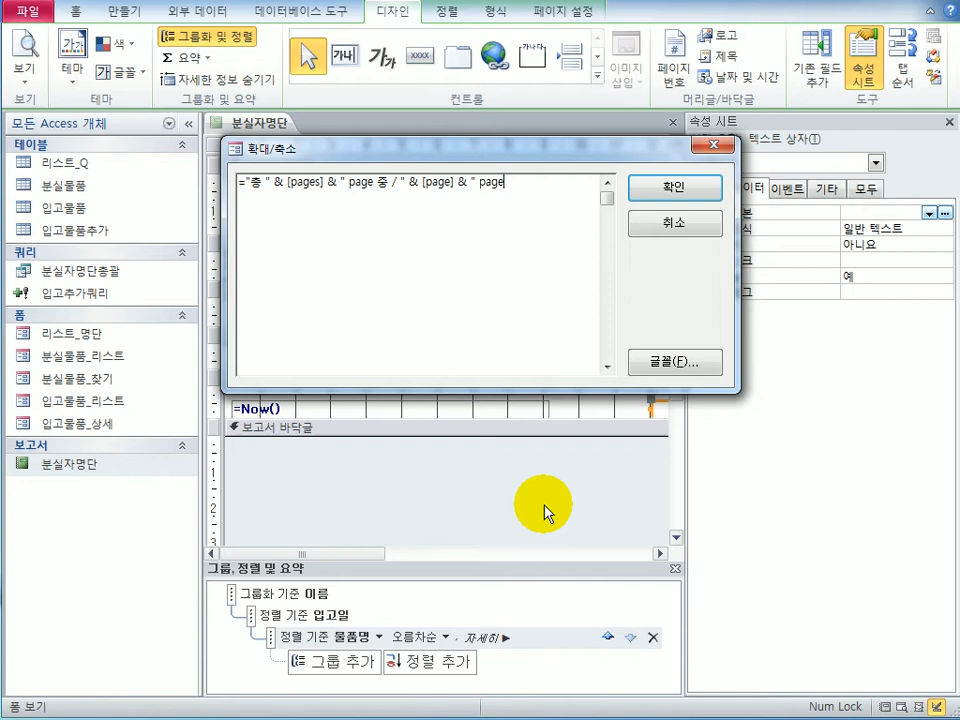 파일 홈 만들기 외부 데이터 데이터베이스 도구 디자인 정렬 형식 페이지 설정
보기
보기
테마
색
글꼴
테마
그룹화 및 정렬
Σ 요약
자세한 정보 숨기기
그룹화 및 요약
가나
가가
xxxx
가나다
컨트롤
이미지
삽입
페이지
번호
로고
제목
날짜 및 시간
머리글/바닥글
기존 필드
추가
속성
시트
탭
순서
도구
모든 Access 개체
테이블
리스트_Q
분실물품
입고물품
입고물품추가
쿼리
분실자명단총괄
입고추가쿼리
폼
리스트_명단
분실물품_리스트
분실물품_찾기
입고물품_리스트
입고물품_상세
보고서
분실자명단
분실자명단
속성 시트
텍스트 상자(T)
이벤트 기타 모두
일반 텍스트
아니요
예
확대/축소
="총 " & [pages] & " page 중 / " & [page] & " page
확인
취소
글꼴(F)...
=Now()
보고서 바닥글
그룹, 정렬 및 요약
그룹화 기준 이름
정렬 기준 입고일
정렬 기준 물품명 오름차순 , 자세히
그룹 추가 정렬 추가
폼 보기
Num Lock